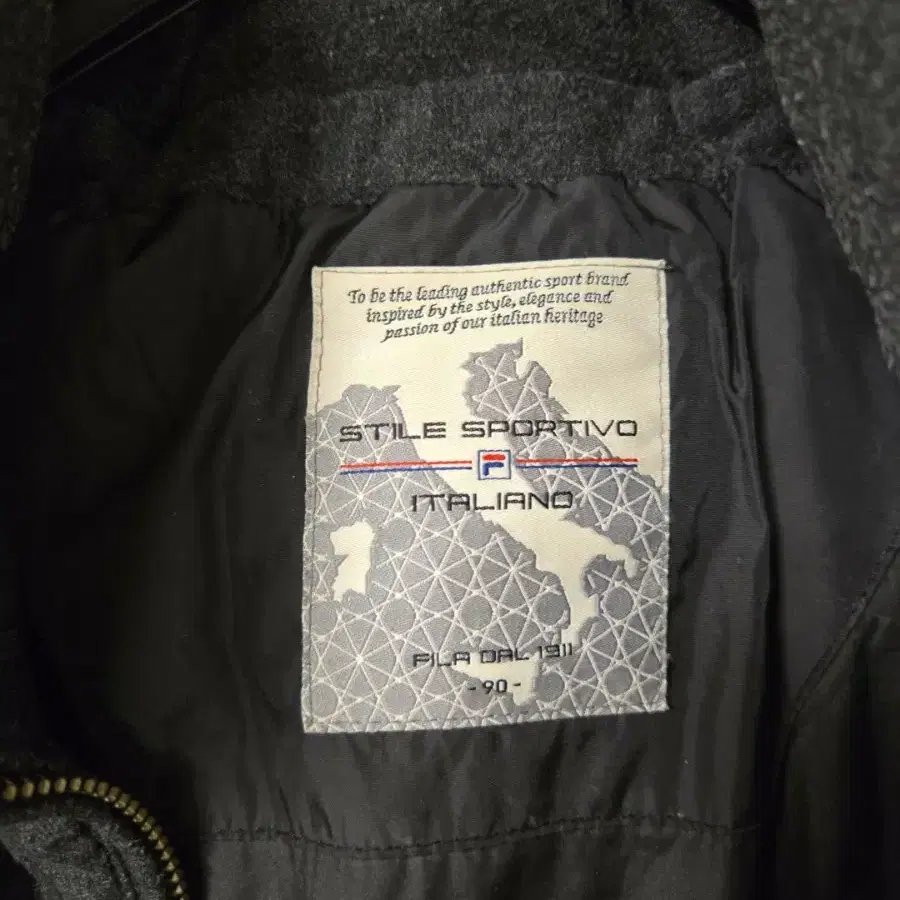 To be the leading authentic sport brand
inspired by the style, elegance and
passion of our italian heritage
STILE SPORTIVO
F
ITALIANO
FILA DAL 1911
- 90 -